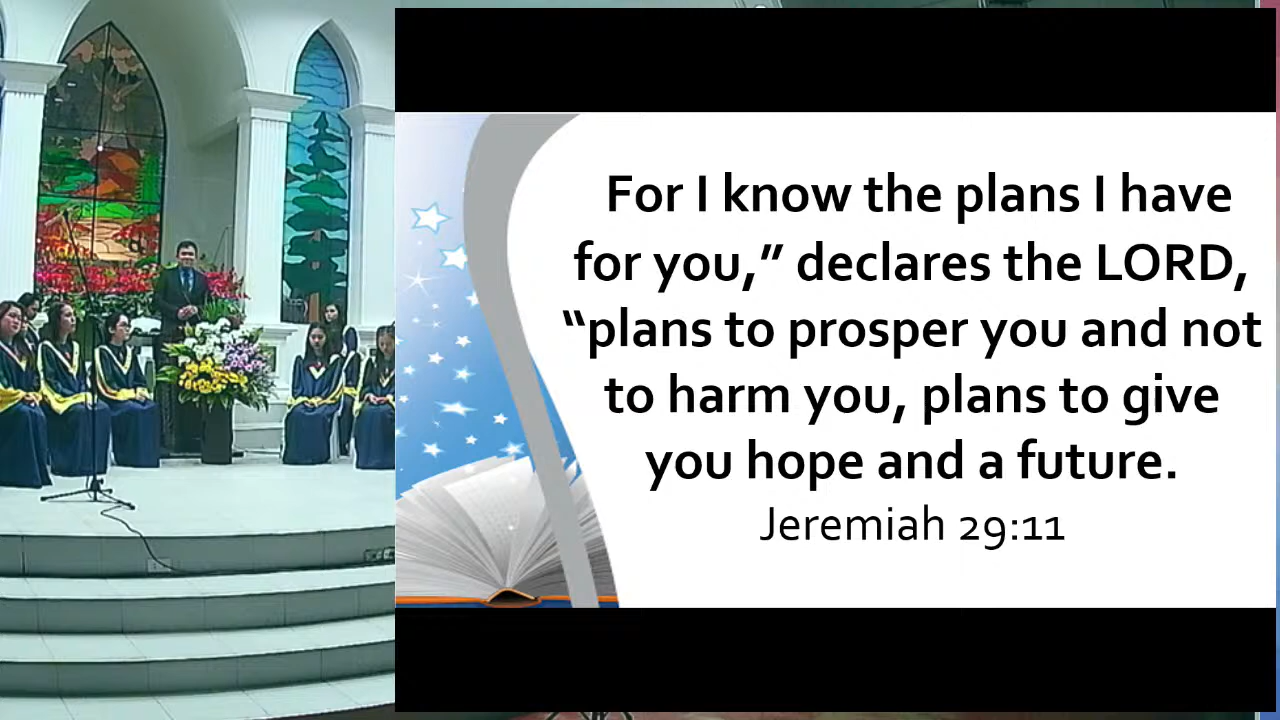 For I know the plans I have
for you,” declares the LORD,
“plans to prosper you and not
to harm you, plans to give
you hope and a future.
Jeremiah 29:11